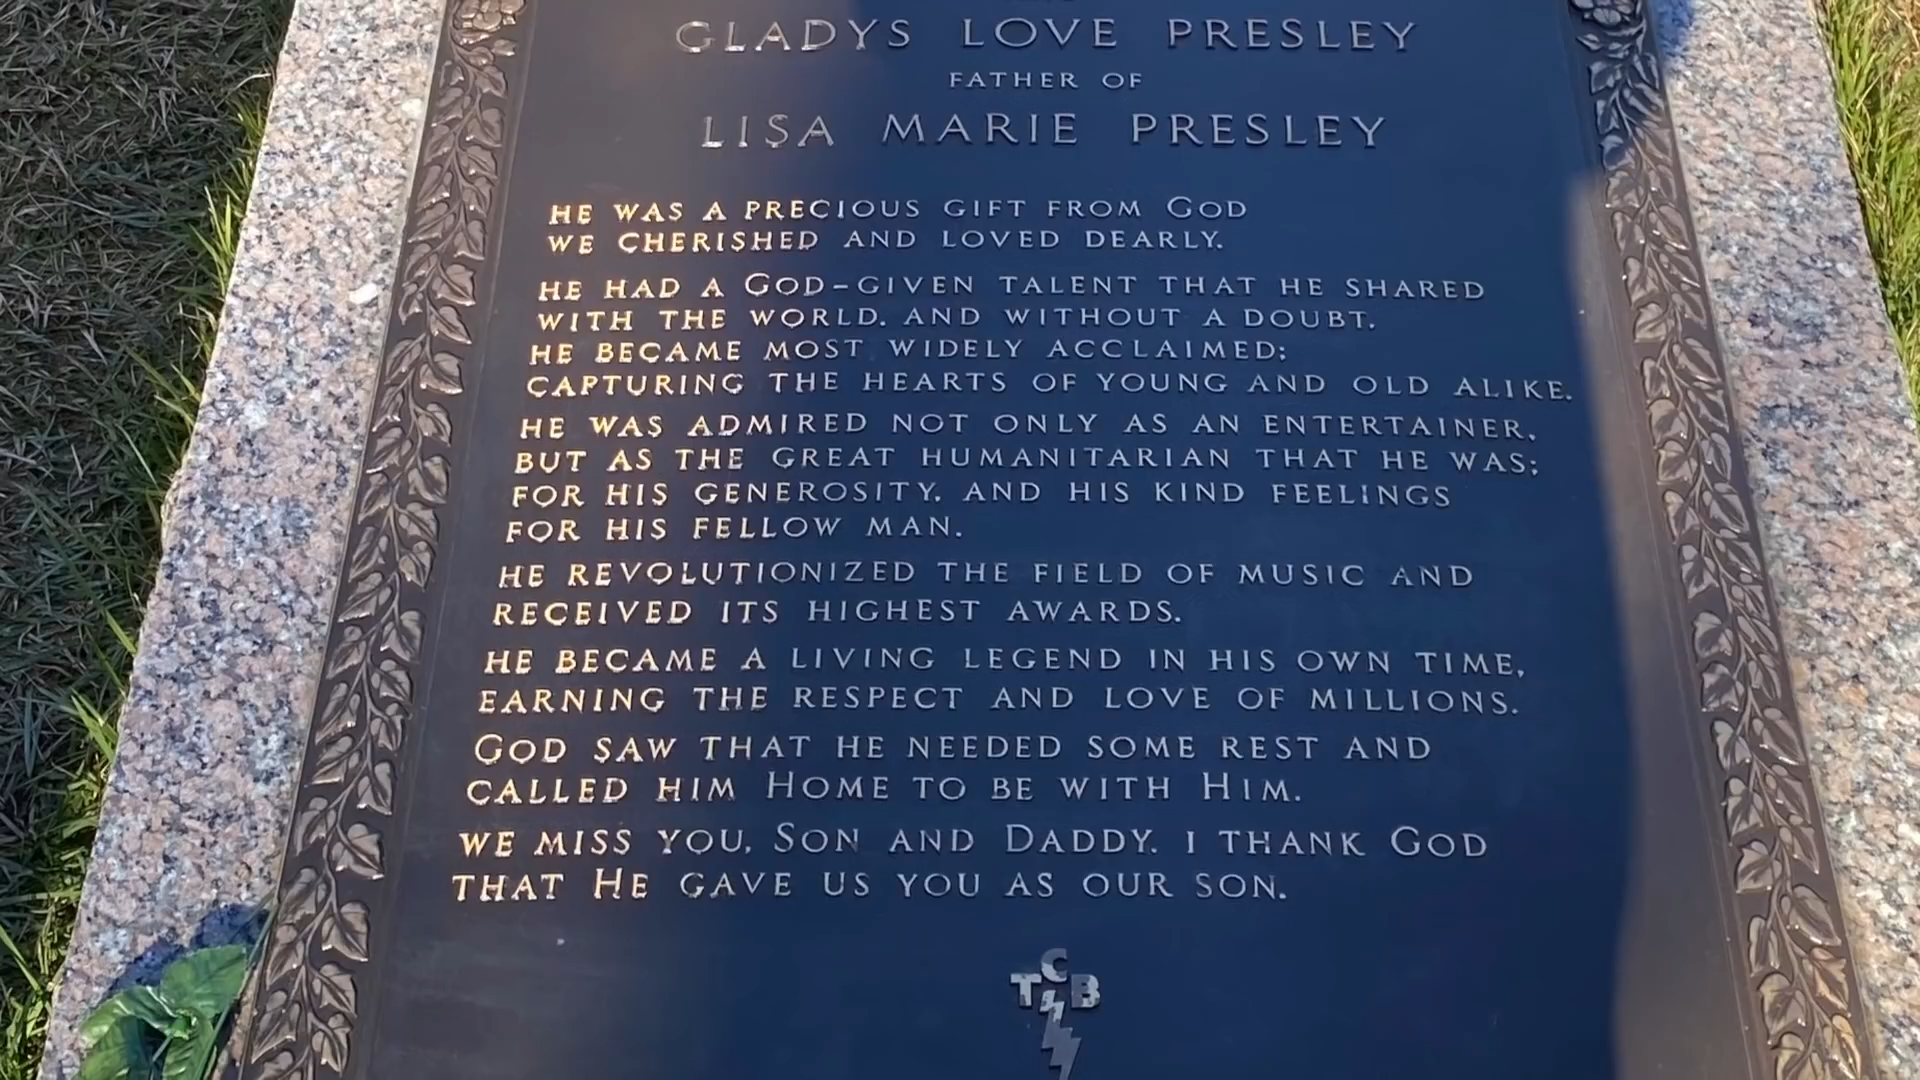 GLADYS LOVE PRESLEY
FATHER OF
LISA MARIE PRESLEY
HE WAS A PRECIOUS GIFT FROM GOD
WE CHERISHED AND LOVED DEARLY.
HE HAD A GOD-GIVEN TALENT THAT HE SHARED
WITH THE WORLD. AND WITHOUT A DOUBT.
HE BECAME MOST WIDELY ACCLAIMED;
CAPTURING THE HEARTS OF YOUNG AND OLD ALIKE.
HE WAS ADMIRED NOT ONLY AS AN ENTERTAINER.
BUT AS THE GREAT HUMANITARIAN THAT HE WAS;
FOR HIS GENEROSITY. AND HIS KIND FEELINGS
FOR HIS FELLOW MAN.
HE REVOLUTIONIZED THE FIELD OF MUSIC AND
RECEIVED ITS HIGHEST AWARDS.
HE BECAME A LIVING LEGEND IN HIS OWN TIME,
EARNING THE RESPECT AND LOVE OF MILLIONS.
GOD SAW THAT HE NEEDED SOME REST AND
CALLED HIM HOME TO BE WITH HIM.
WE MISS YOU, SON AND DADDY. I THANK GOD
THAT HE GAVE US YOU AS OUR SON.
TCB